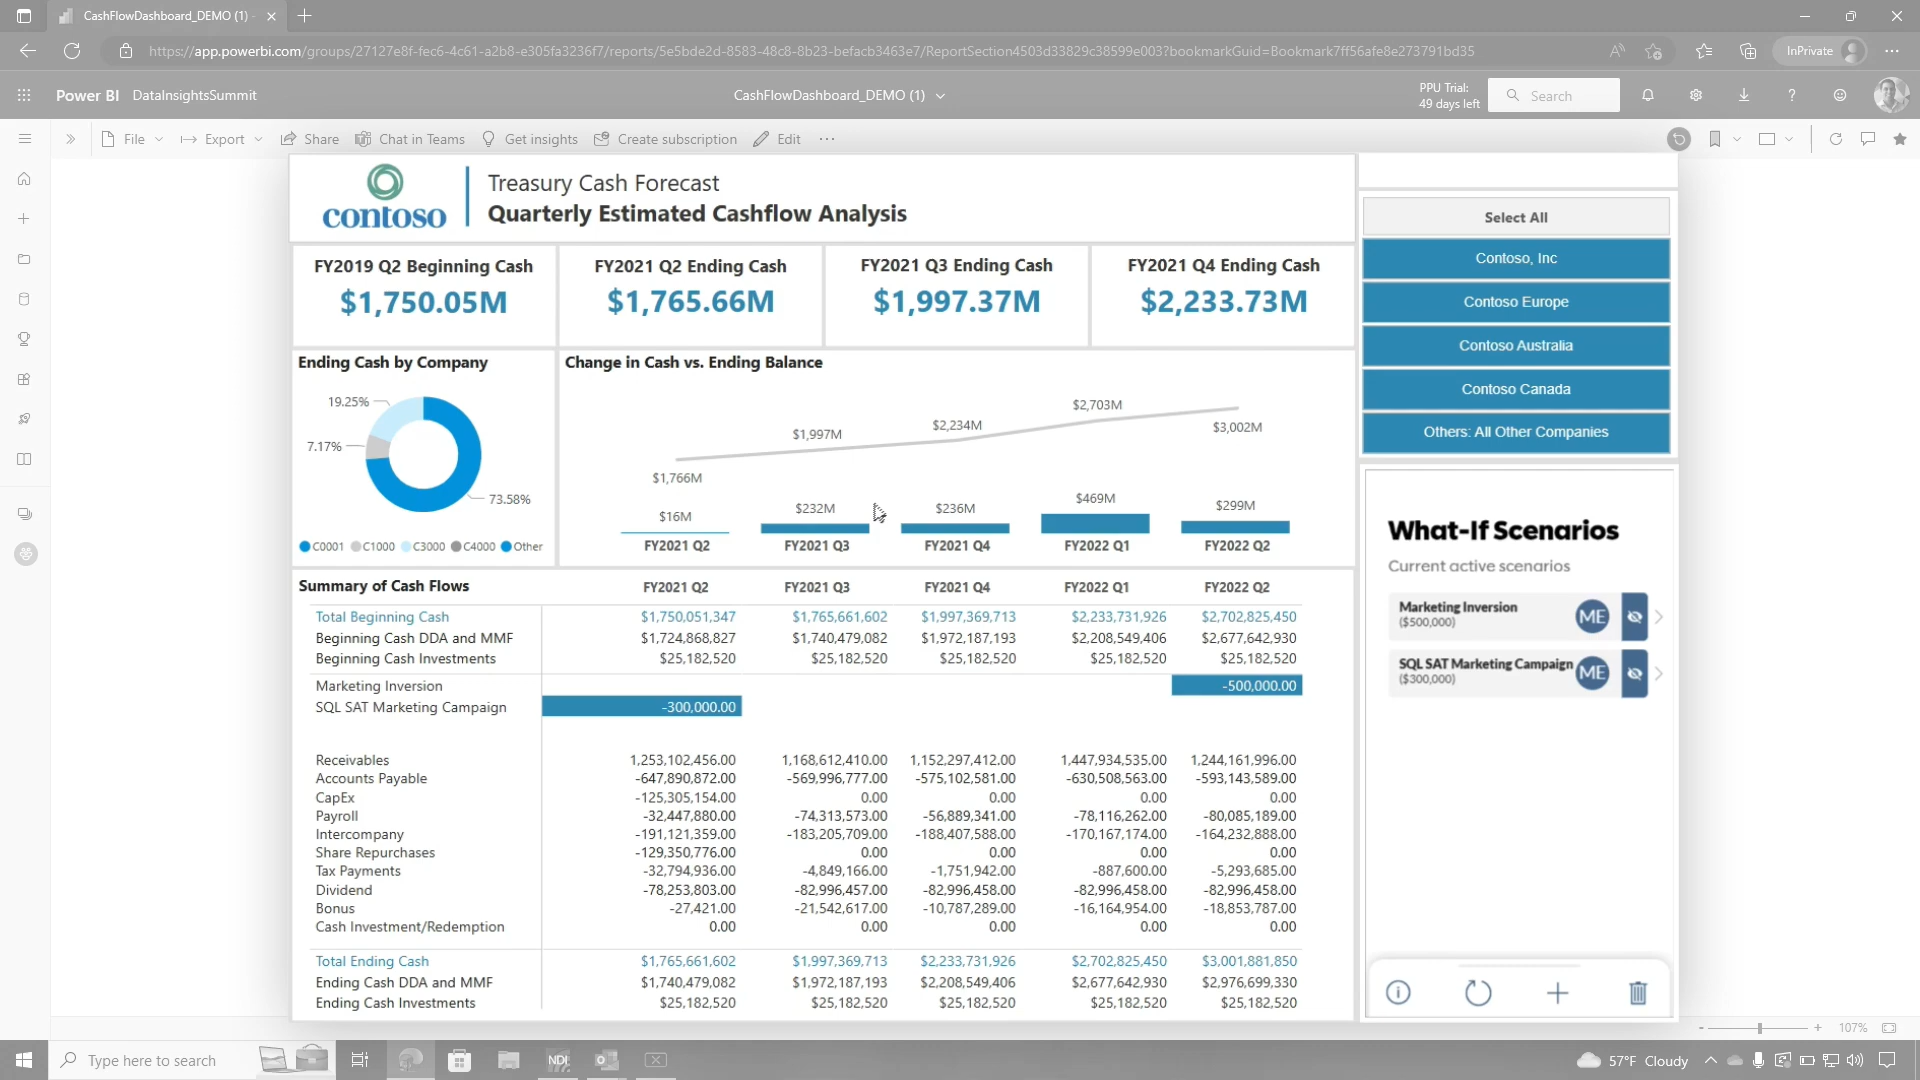 CashFlowDashboard_DEMO (1)
https://app.powerbi.com/groups/27127e8f-fec6-4c61-a2b8-e305fa3236f7/reports/5e5bde2d-8583-48c8-8b23-befacb3463e7/ReportSection4503d33829c38599e003?bookmarkGuid=Bookmark7ff56afe8e273791bd35
InPrivate
Power BI DataInsightsSummit
CashFlowDashboard_DEMO (1)
PPU Trial:
49 days left
Search
File Export Share Chat in Teams Get insights Create subscription Edit
contoso
Treasury Cash Forecast
Quarterly Estimated Cashflow Analysis
FY2019 Q2 Beginning Cash
$1,750.05M
FY2021 Q2 Ending Cash
$1,765.66M
FY2021 Q3 Ending Cash
$1,997.37M
FY2021 Q4 Ending Cash
$2,233.73M
Select All
Contoso, Inc
Contoso Europe
Contoso Australia
Contoso Canada
Others: All Other Companies
Ending Cash by Company
19.25%
7.17%
73.58%
C0001 C1000 C3000 C4000 Other
Change in Cash vs. Ending Balance
$1,766M $1,997M $2,234M $2,703M $3,002M
$16M $232M $236M $469M $299M
FY2021 Q2 FY2021 Q3 FY2021 Q4 FY2022 Q1 FY2022 Q2
Summary of Cash Flows FY2021 Q2 FY2021 Q3 FY2021 Q4 FY2022 Q1 FY2022 Q2
Total Beginning Cash $1,750,051,347 $1,765,661,602 $1,997,369,713 $2,233,731,926 $2,702,825,450
Beginning Cash DDA and MMF $1,724,868,827 $1,740,479,082 $1,972,187,193 $2,208,549,406 $2,677,642,930
Beginning Cash Investments $25,182,520 $25,182,520 $25,182,520 $25,182,520 $25,182,520
Marketing Inversion -500,000.00
SQL SAT Marketing Campaign -300,000.00
Receivables 1,253,102,456.00 1,168,612,410.00 1,152,297,412.00 1,447,934,535.00 1,244,161,996.00
Accounts Payable -647,890,872.00 -569,996,777.00 -575,102,581.00 -630,508,563.00 -593,143,589.00
CapEx -125,305,154.00 0.00 0.00 0.00 0.00
Payroll -32,447,880.00 -74,313,573.00 -56,889,341.00 -78,116,262.00 -80,085,189.00
Intercompany -191,121,359.00 -183,205,709.00 -188,407,588.00 -170,167,174.00 -164,232,888.00
Share Repurchases -129,350,776.00 0.00 0.00 0.00 0.00
Tax Payments -32,794,936.00 -4,849,166.00 -1,751,942.00 -887,600.00 -5,293,685.00
Dividend -78,253,803.00 -82,996,457.00 -82,996,458.00 -82,996,458.00 -82,996,458.00
Bonus -27,421.00 -21,542,617.00 -10,787,289.00 -16,164,954.00 -18,853,787.00
Cash Investment/Redemption 0.00 0.00 0.00 0.00 0.00
Total Ending Cash $1,765,661,602 $1,997,369,713 $2,233,731,926 $2,702,825,450 $3,001,881,850
Ending Cash DDA and MMF $1,740,479,082 $1,972,187,193 $2,208,549,406 $2,677,642,930 $2,976,699,330
Ending Cash Investments $25,182,520 $25,182,520 $25,182,520 $25,182,520 $25,182,520
What-If Scenarios
Current active scenarios
Marketing Inversion
($500,000)
ME
SQL SAT Marketing Campaign
($300,000)
ME
107%
Type here to search
NDI
57°F Cloudy